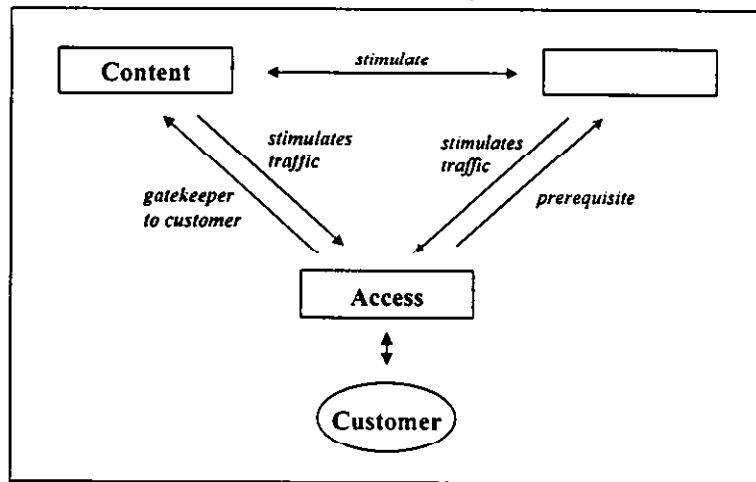 Content
stimulate
stimulates
traffic
stimulates
traffic
gatekeeper
to customer
prerequisite
Access
Customer